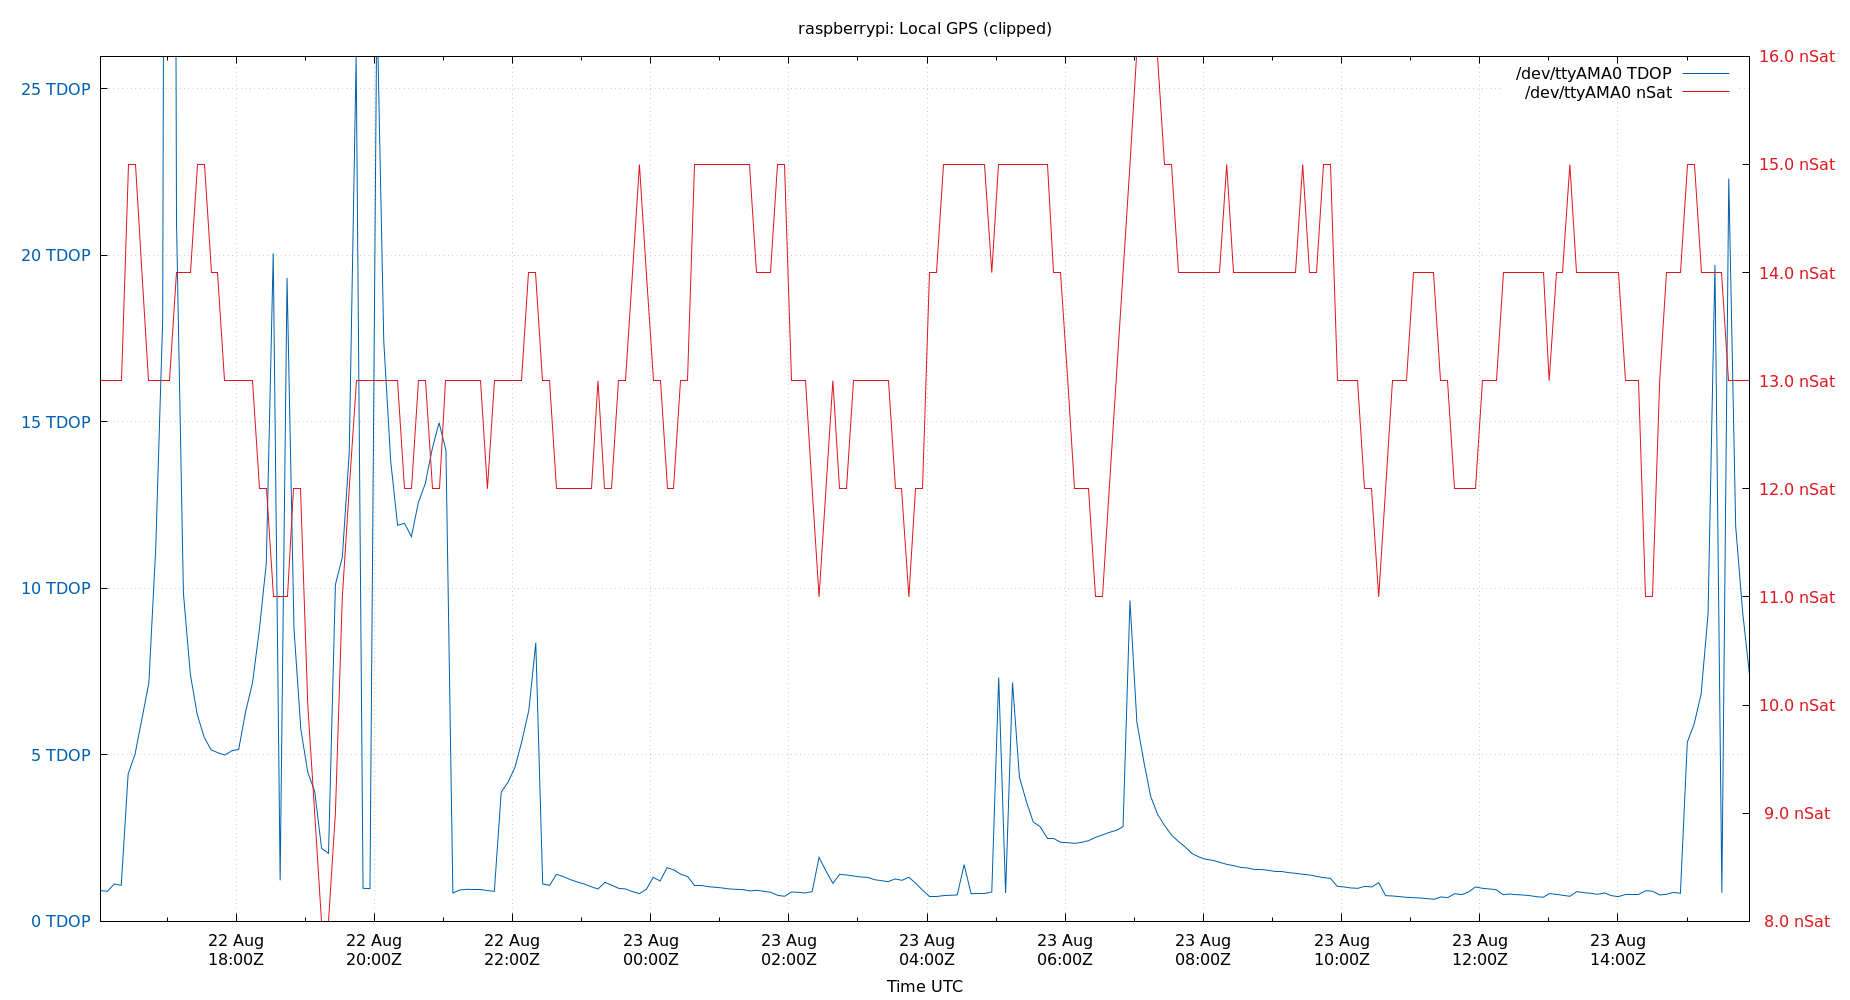 raspberrypi: Local GPS (clipped)
/dev/ttyAMA0 TDOP
/dev/ttyAMA0 nSat
25 TDOP
20 TDOP
15 TDOP
10 TDOP
5 TDOP
0 TDOP
16.0 nSat
15.0 nSat
14.0 nSat
13.0 nSat
12.0 nSat
11.0 nSat
10.0 nSat
9.0 nSat
8.0 nSat
22 Aug
18:00Z
22 Aug
20:00Z
22 Aug
22:00Z
23 Aug
00:00Z
23 Aug
02:00Z
23 Aug
04:00Z
23 Aug
06:00Z
23 Aug
08:00Z
23 Aug
10:00Z
23 Aug
12:00Z
23 Aug
14:00Z
Time UTC